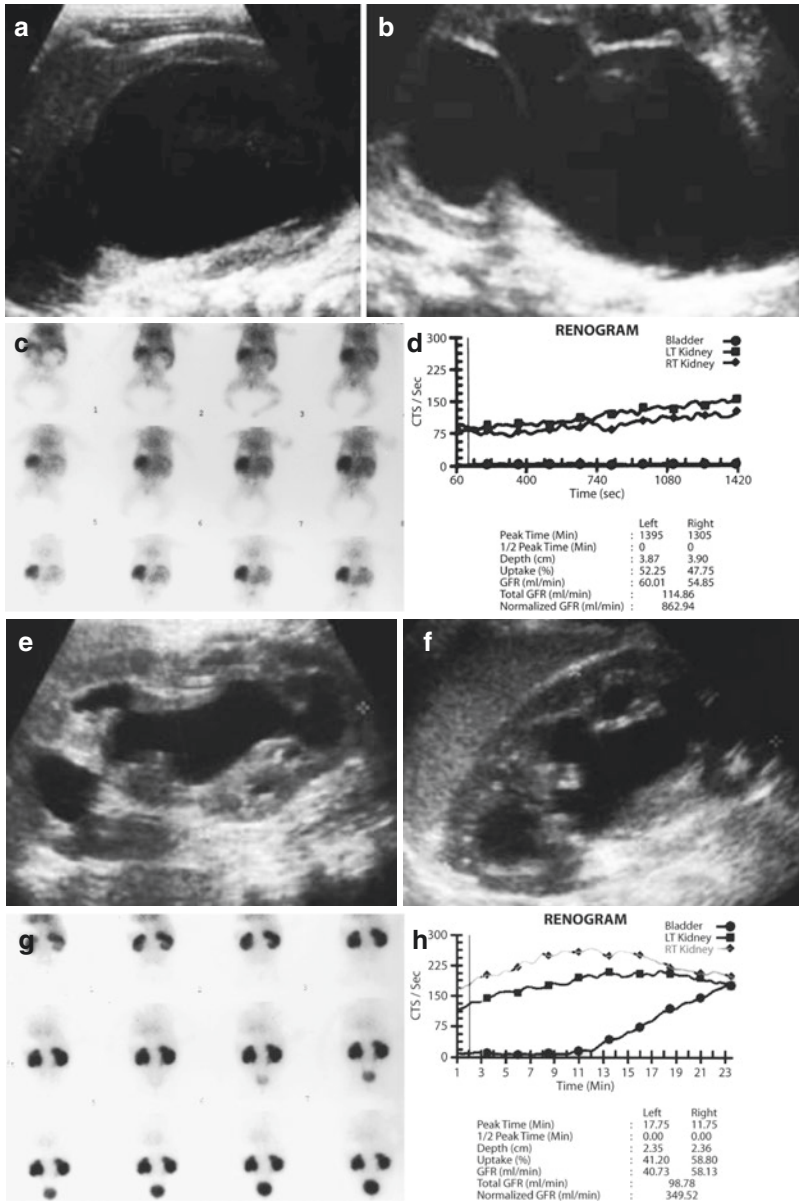 a
b
c
1
2
3
5
6
7
d
RENOGRAM
Bladder
LT Kidney
RT Kidney
300
225
150
75
0
CTS / Sec
60 400 740 1080 1420
Time (sec)
Left Right
Peak Time (Min) : 1395 1305
1/2 Peak Time (Min) : 0 0
Depth (cm) : 3.87 3.90
Uptake (%) : 52.25 47.75
GFR (ml/min) : 60.01 54.85
Total GFR (ml/min) : 114.86
Normalized GFR (ml/min) : 862.94
e
f
g
h
RENOGRAM
Bladder
LT Kidney
RT Kidney
300
225
150
75
0
CTS / Sec
1 3 5 7 9 11 13 15 17 19 21 23
Time (Min)
Left Right
Peak Time (Min) : 17.75 11.75
1/2 Peak Time (Min) : 0.00 0.00
Depth (cm) : 2.35 2.36
Uptake (%) : 41.20 58.80
GFR (ml/min) : 40.73 58.13
Total GFR (ml/min) : 98.78
Normalized GFR (ml/min) : 349.52